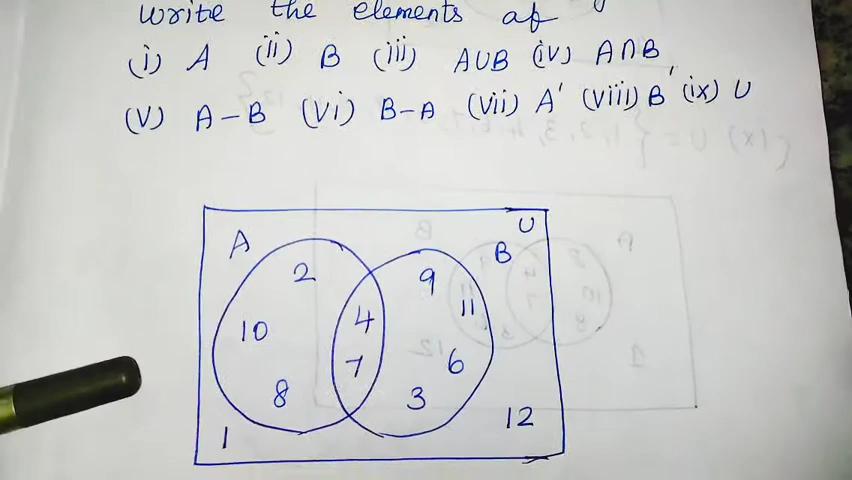 Write the elements of
(i) A (ii) B (iii) A∪B (iv) A∩B
(v) A-B (vi) B-A (vii) A' (viii) B' (ix) U
U
A
B
2
9
4
11
10
7
6
8
3
1
12